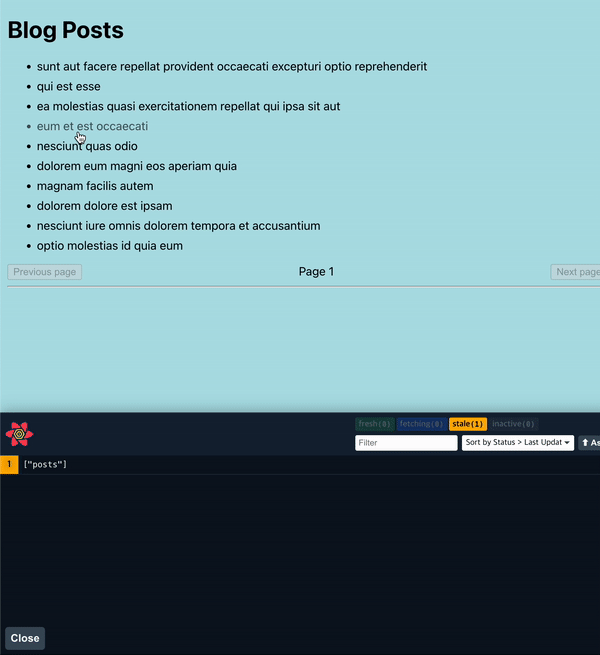 Blog Posts
sunt aut facere repellat provident occaecati excepturi optio reprehenderit
qui est esse
ea molestias quasi exercitationem repellat qui ipsa sit aut
eum et est occaecati
nesciunt quas odio
dolorem eum magni eos aperiam quia
magnam facilis autem
dolorem dolore est ipsam
nesciunt iure omnis dolorem tempora et accusantium
optio molestias id quia eum
Previous page Page 1 Next page
fresh(0) fetching(0) stale(1) inactive(0)
Filter Sort by Status > Last Updat ⬆ As
1 ["posts"]
Close